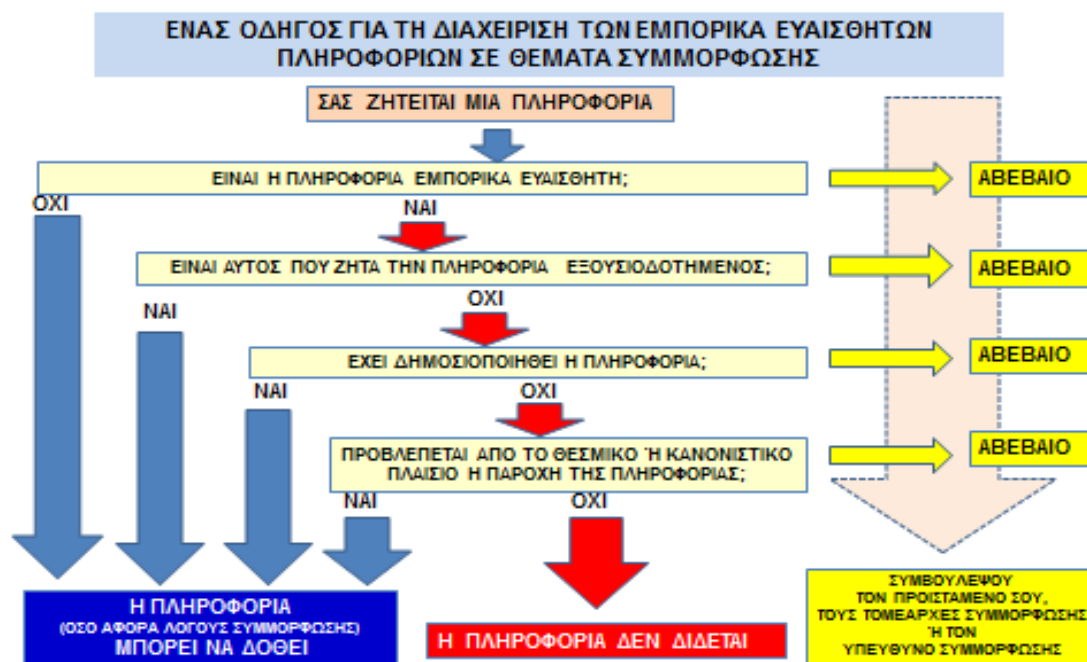 ΕΝΑΣ ΟΔΗΓΟΣ ΓΙΑ ΤΗ ΔΙΑΧΕΙΡΙΣΗ ΤΩΝ ΕΜΠΟΡΙΚΑ ΕΥΑΙΣΘΗΤΩΝ
ΠΛΗΡΟΦΟΡΙΩΝ ΣΕ ΘΕΜΑΤΑ ΣΥΜΜΟΡΦΩΣΗΣ
ΣΑΣ ΖΗΤΕΙΤΑΙ ΜΙΑ ΠΛΗΡΟΦΟΡΙΑ
ΕΙΝΑΙ Η ΠΛΗΡΟΦΟΡΙΑ ΕΜΠΟΡΙΚΑ ΕΥΑΙΣΘΗΤΗ;
ΑΒΕΒΑΙΟ
ΟΧΙ
ΝΑΙ
ΕΙΝΑΙ ΑΥΤΟΣ ΠΟΥ ΖΗΤΑ ΤΗΝ ΠΛΗΡΟΦΟΡΙΑ ΕΞΟΥΣΙΟΔΟΤΗΜΕΝΟΣ;
ΑΒΕΒΑΙΟ
ΝΑΙ
ΟΧΙ
ΕΧΕΙ ΔΗΜΟΣΙΟΠΟΙΗΘΕΙ Η ΠΛΗΡΟΦΟΡΙΑ;
ΑΒΕΒΑΙΟ
ΝΑΙ
ΟΧΙ
ΠΡΟΒΛΕΠΕΤΑΙ ΑΠΟ ΤΟ ΘΕΣΜΙΚΟ Ή ΚΑΝΟΝΙΣΤΙΚΟ
ΠΛΑΙΣΙΟ Η ΠΑΡΟΧΗ ΤΗΣ ΠΛΗΡΟΦΟΡΙΑΣ;
ΑΒΕΒΑΙΟ
ΝΑΙ
ΟΧΙ
Η ΠΛΗΡΟΦΟΡΙΑ
(ΟΣΟ ΑΦΟΡΑ ΛΟΓΟΥΣ ΣΥΜΜΟΡΦΩΣΗΣ)
ΜΠΟΡΕΙ ΝΑ ΔΟΘΕΙ
Η ΠΛΗΡΟΦΟΡΙΑ ΔΕΝ ΔΙΔΕΤΑΙ
ΣΥΜΒΟΥΛΕΨΟΥ
ΤΟΝ ΠΡΟΙΣΤΑΜΕΝΟ ΣΟΥ,
ΤΟΥΣ ΤΟΜΕΑΡΧΕΣ ΣΥΜΜΟΡΦΩΣΗΣ
Ή ΤΟΝ
ΥΠΕΥΘΥΝΟ ΣΥΜΜΟΡΦΩΣΗΣ